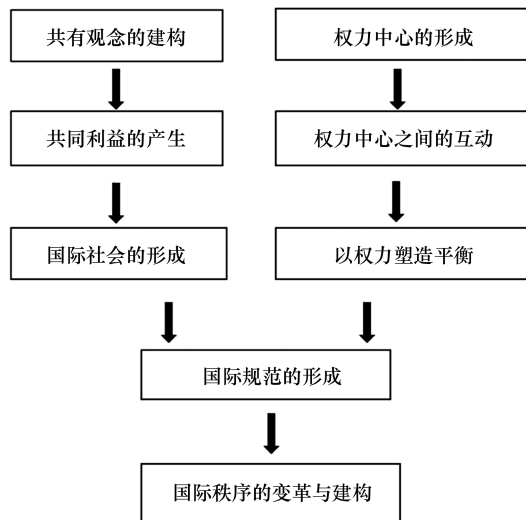 共有观念的建构
权力中心的形成
共同利益的产生
权力中心之间的互动
国际社会的形成
以权力塑造平衡
国际规范的形成
国际秩序的变革与建构